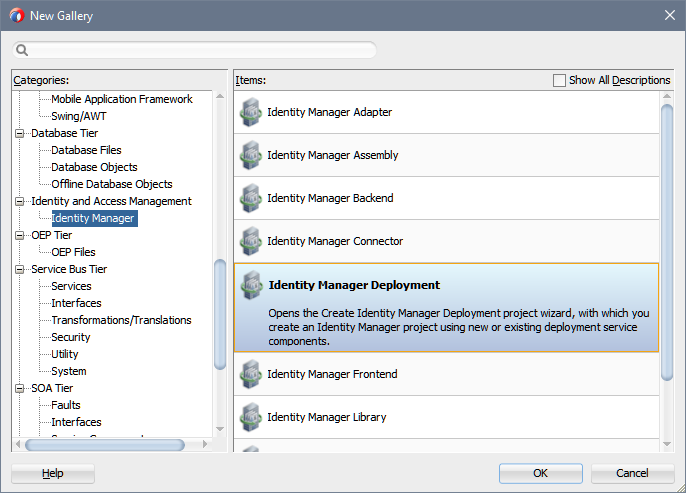 New Gallery
Categories:
Mobile Application Framework
Swing/AWT
Database Tier
Database Files
Database Objects
Offline Database Objects
Identity and Access Management
Identity Manager
OEP Tier
OEP Files
Service Bus Tier
Services
Interfaces
Transformations/Translations
Security
Utility
System
SOA Tier
Faults
Interfaces
Items:
Show All Descriptions
Identity Manager Adapter
Identity Manager Assembly
Identity Manager Backend
Identity Manager Connector
Identity Manager Deployment
Opens the Create Identity Manager Deployment project wizard, with which you
create an Identity Manager project using new or existing deployment service
components.
Identity Manager Frontend
Identity Manager Library
Help
OK
Cancel